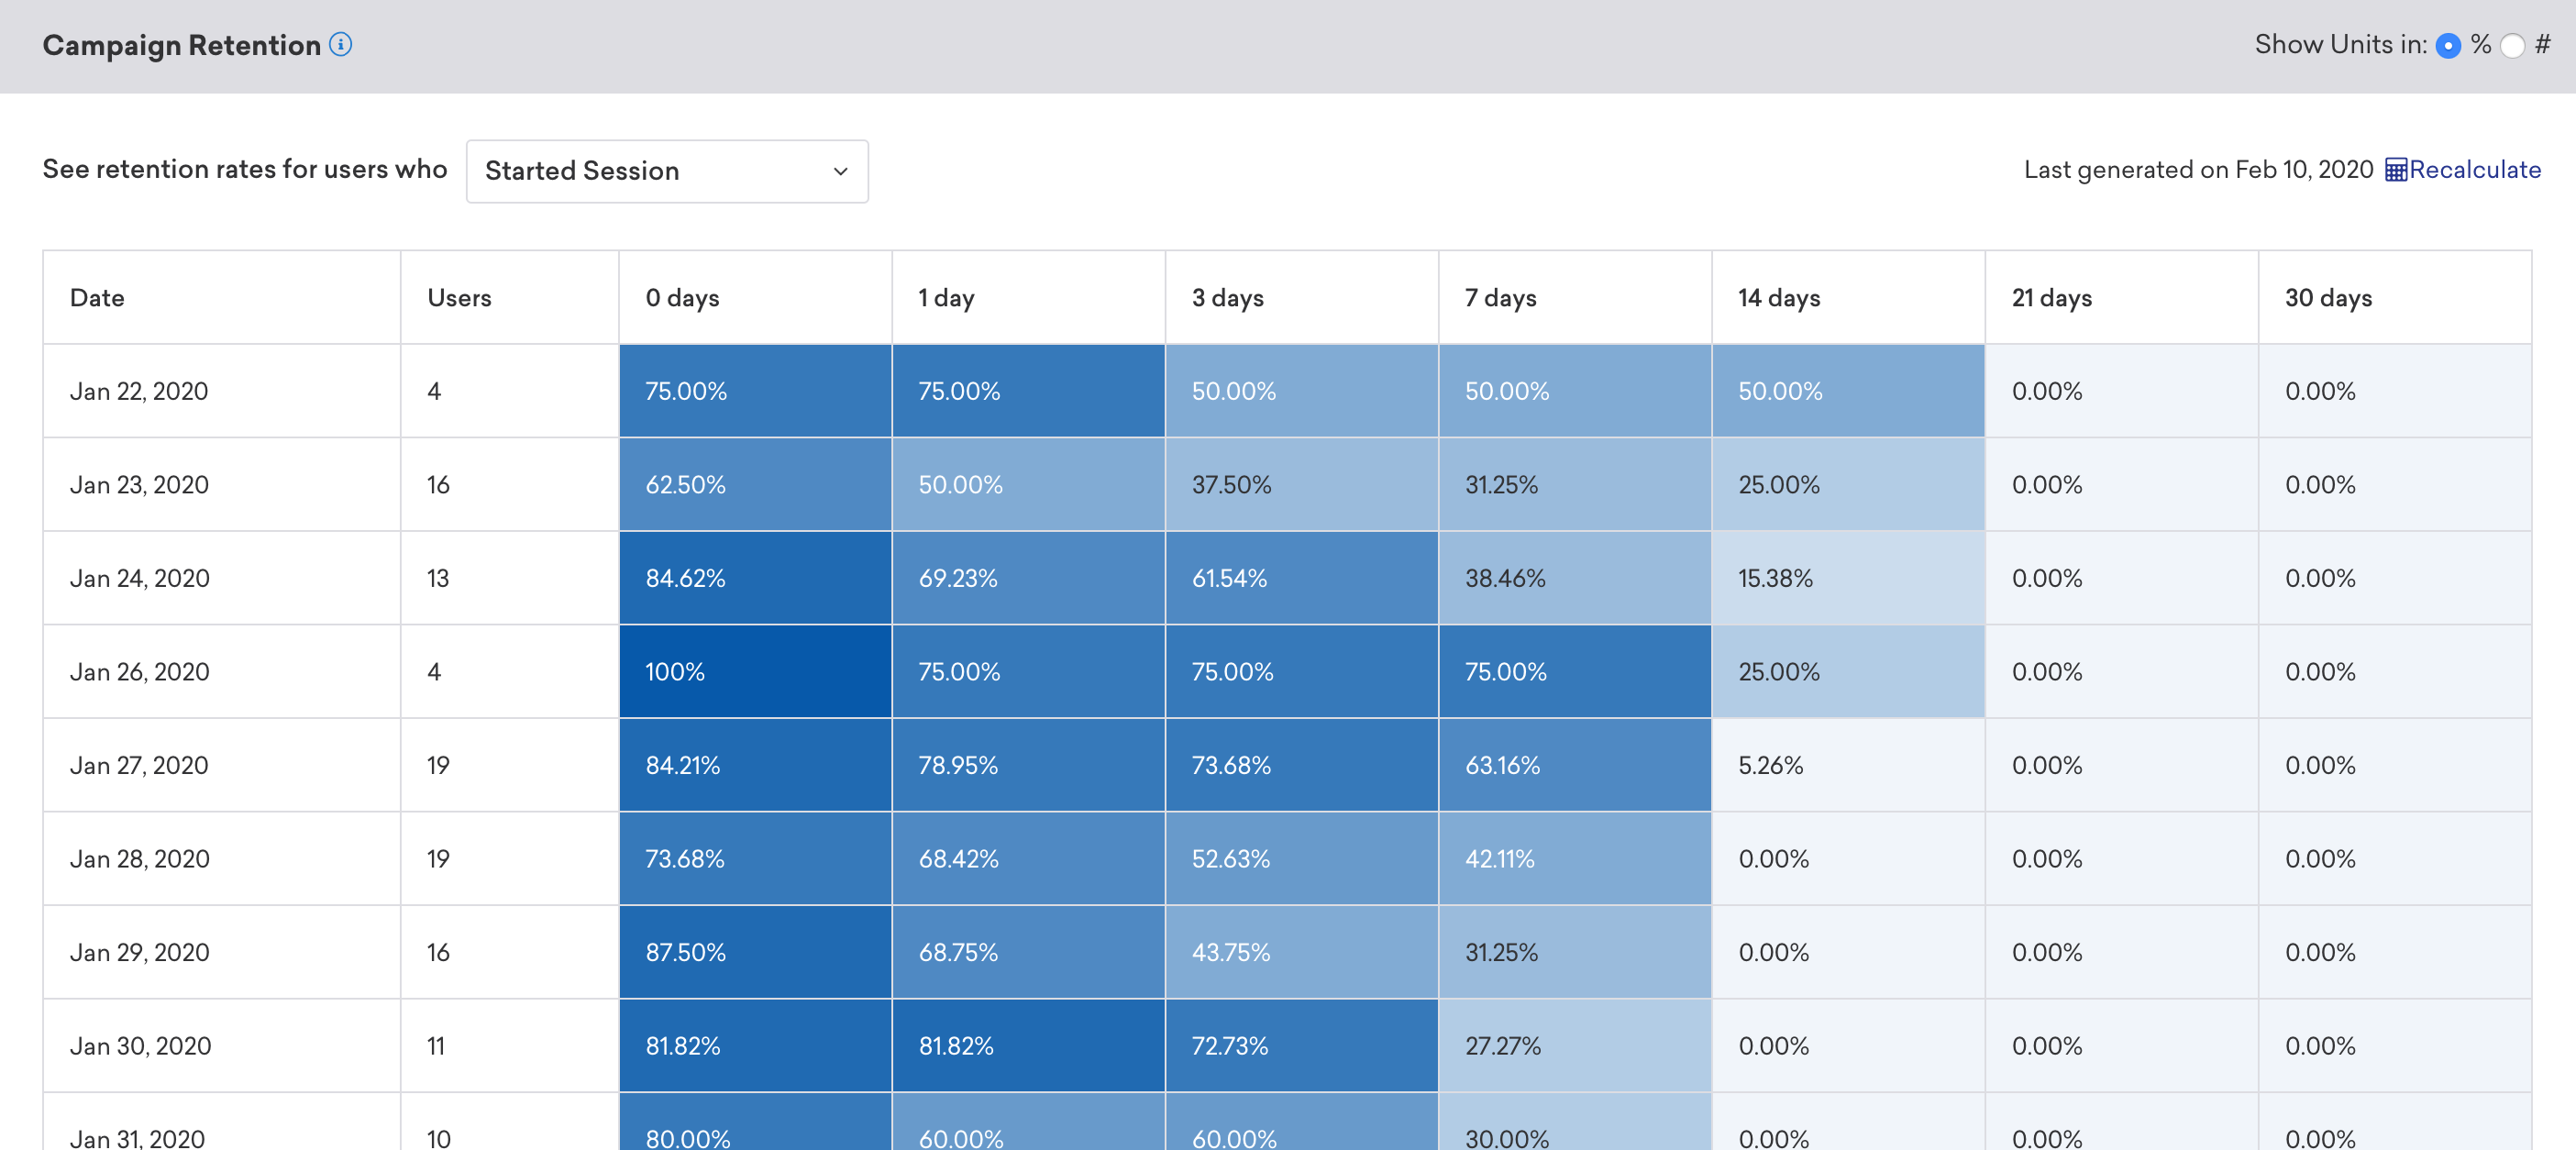 Campaign Retention
Show Units in: % #
See retention rates for users who Started Session
Last generated on Feb 10, 2020 Recalculate
Date Users 0 days 1 day 3 days 7 days 14 days 21 days 30 days
Jan 22, 2020 4 75.00% 75.00% 50.00% 50.00% 50.00% 0.00% 0.00%
Jan 23, 2020 16 62.50% 50.00% 37.50% 31.25% 25.00% 0.00% 0.00%
Jan 24, 2020 13 84.62% 69.23% 61.54% 38.46% 15.38% 0.00% 0.00%
Jan 26, 2020 4 100% 75.00% 75.00% 75.00% 25.00% 0.00% 0.00%
Jan 27, 2020 19 84.21% 78.95% 73.68% 63.16% 5.26% 0.00% 0.00%
Jan 28, 2020 19 73.68% 68.42% 52.63% 42.11% 0.00% 0.00% 0.00%
Jan 29, 2020 16 87.50% 68.75% 43.75% 31.25% 0.00% 0.00% 0.00%
Jan 30, 2020 11 81.82% 81.82% 72.73% 27.27% 0.00% 0.00% 0.00%
Jan 31, 2020 10 80.00% 60.00% 60.00% 30.00% 0.00% 0.00% 0.00%